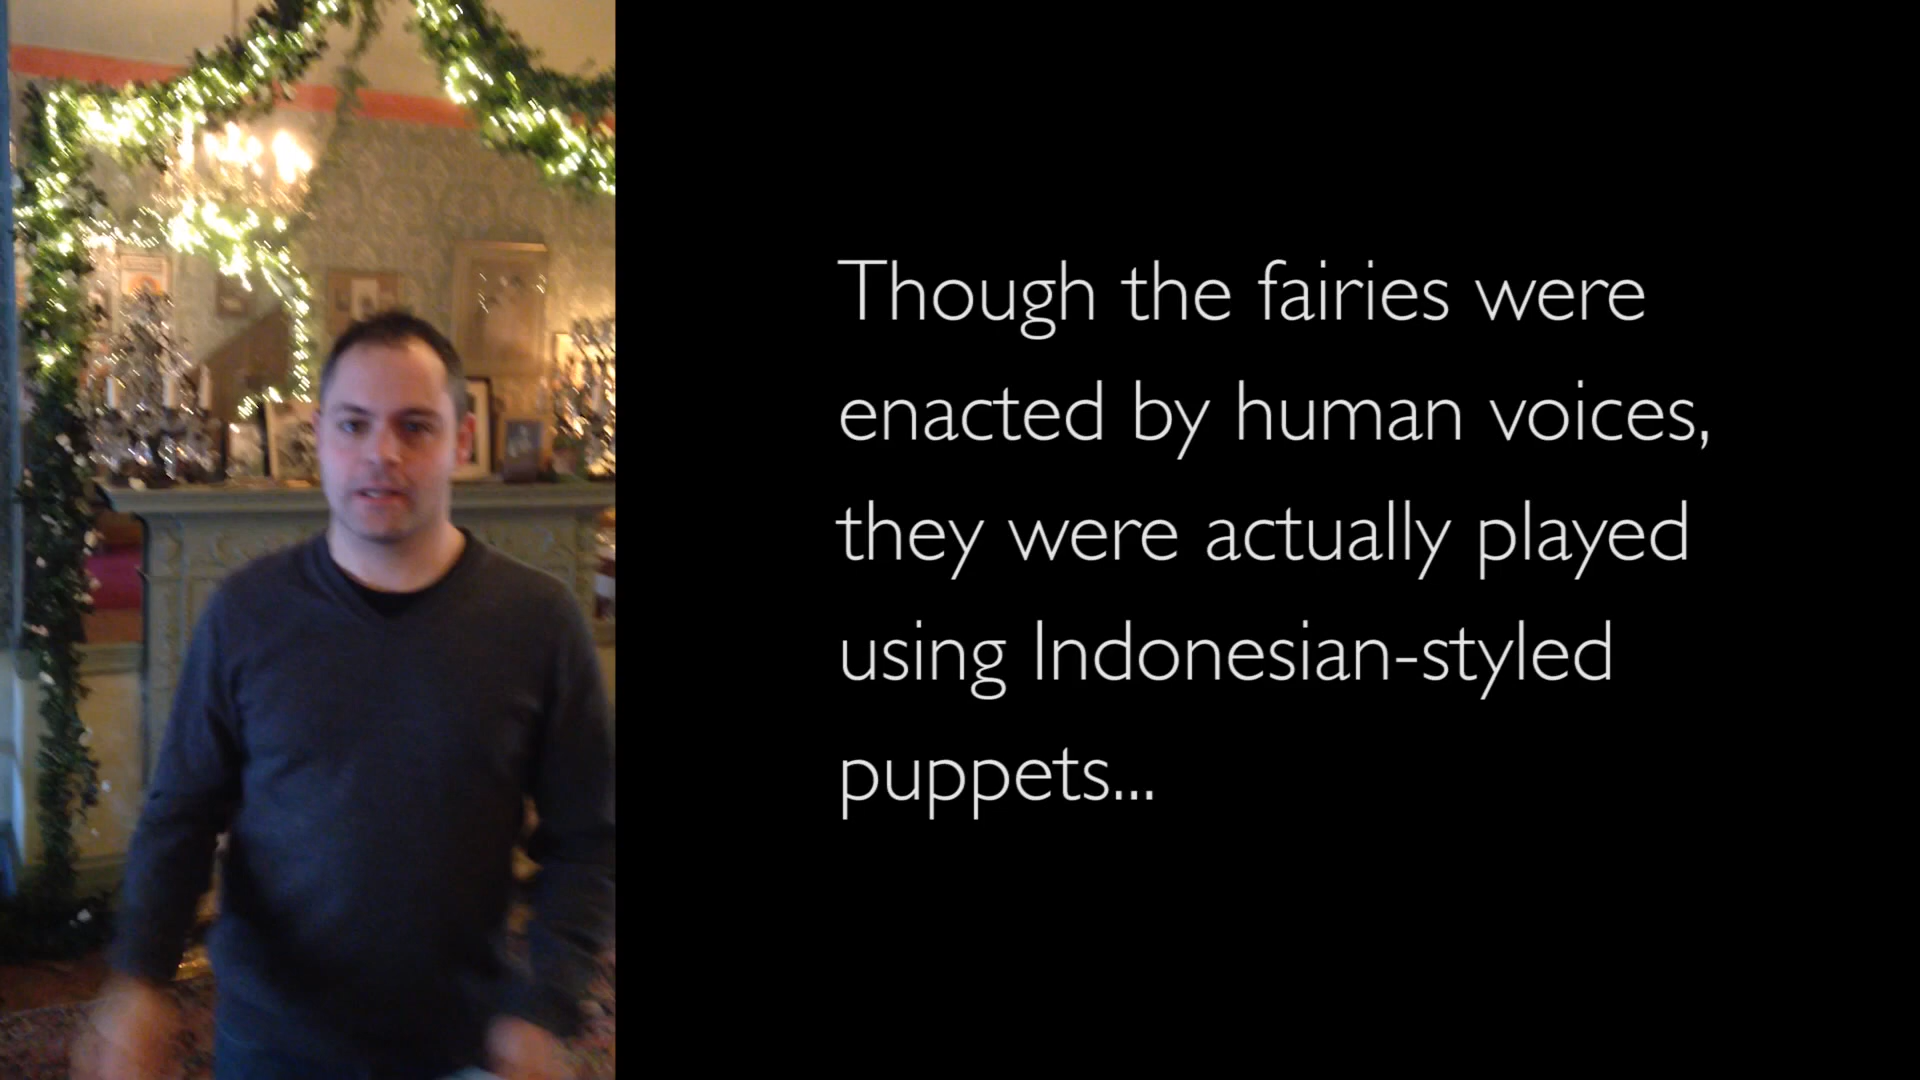 Though the fairies were
enacted by human voices,
they were actually played
using Indonesian-styled
puppets...